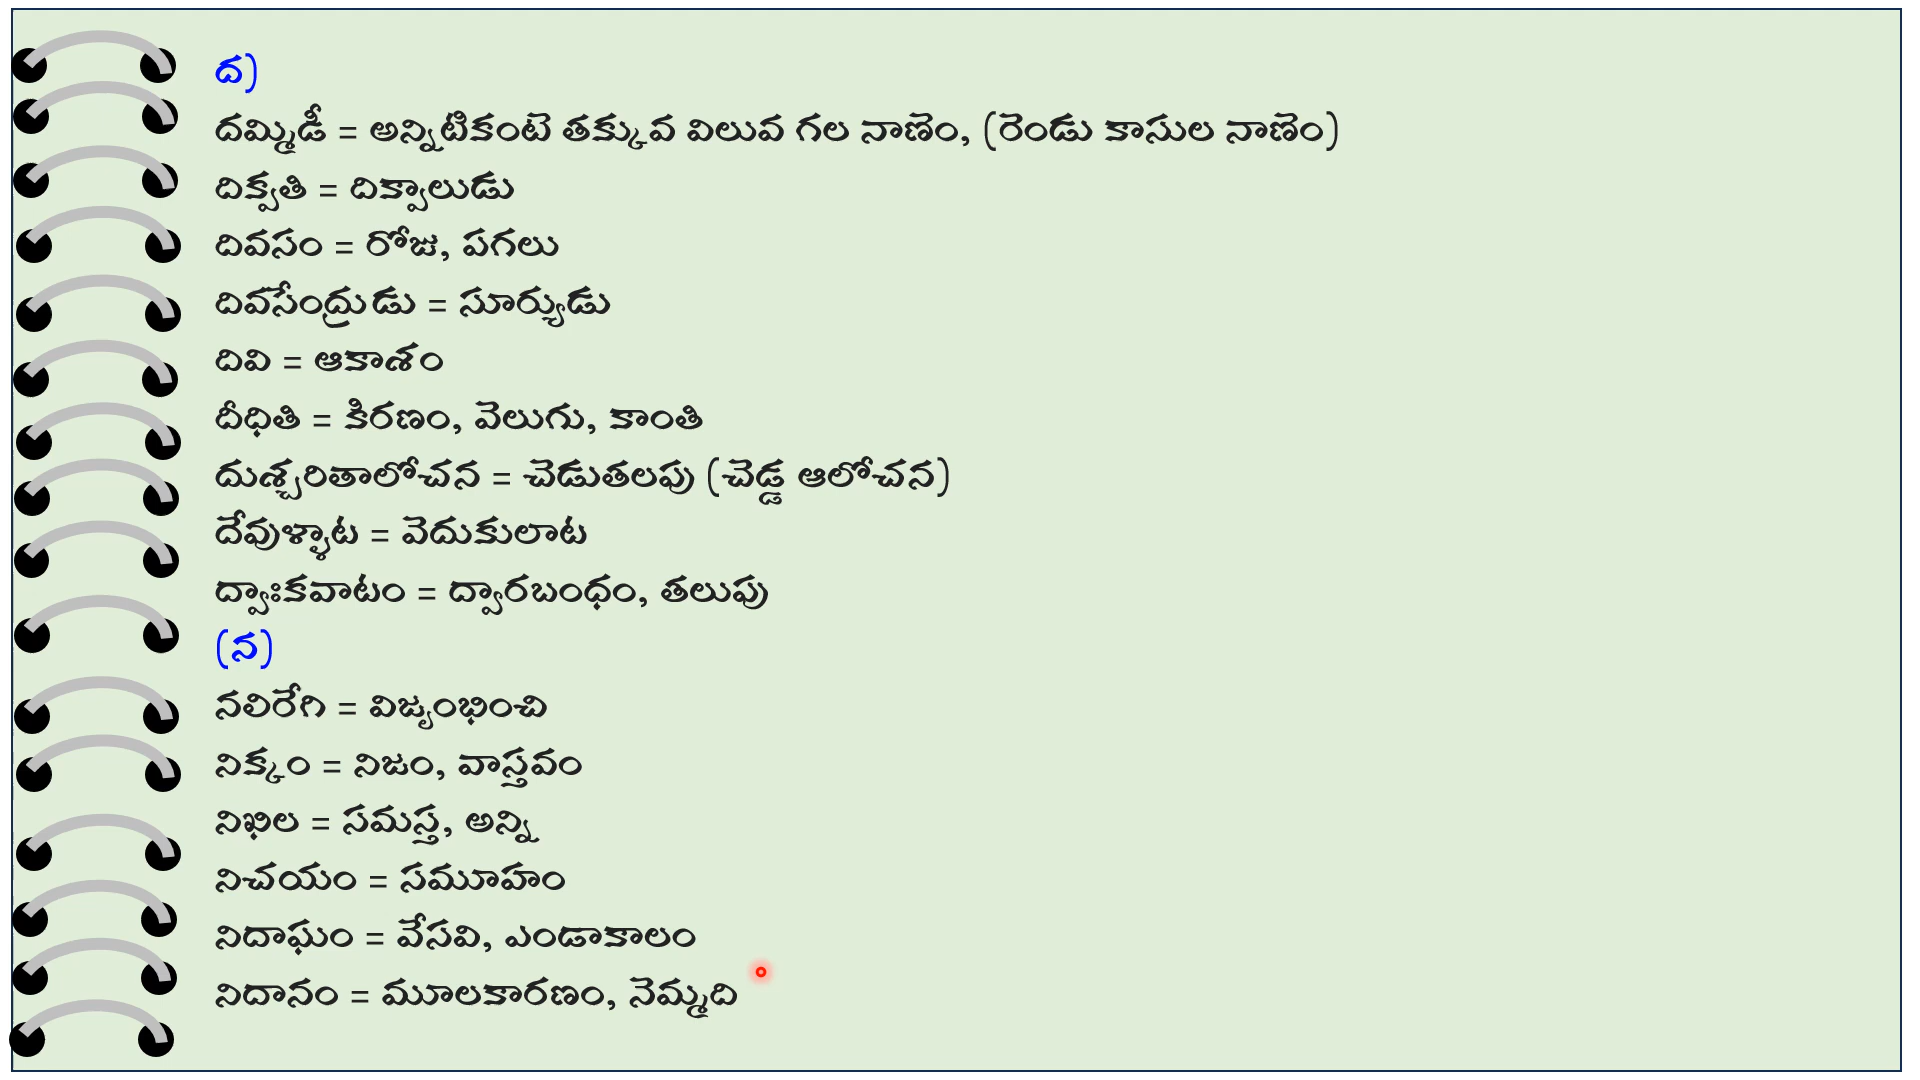 ద)
దమ్మిడీ = అన్నిటికంటె తక్కువ విలువ గల నాణెం, (రెండు కాసుల నాణెం)
దిక్పతి = దిక్పాలుడు
దివసం = రోజు, పగలు
దివసేంద్రుడు = సూర్యుడు
దివి = ఆకాశం
దీధితి = కిరణం, వెలుగు, కాంతి
దుశ్చరితాలోచన = చెడుతలపు (చెడ్డ ఆలోచన)
దేవుళ్ళాట = వెదుకులాట
ద్వాఃకవాటం = ద్వారబంధం, తలుపు
(న)
నలిరేగి = విజృంభించి
నిక్కం = నిజం, వాస్తవం
నిఖిల = సమస్త, అన్ని
నిచయం = సమూహం
నిదాఘం = వేసవి, ఎండాకాలం
నిదానం = మూలకారణం, నెమ్మది